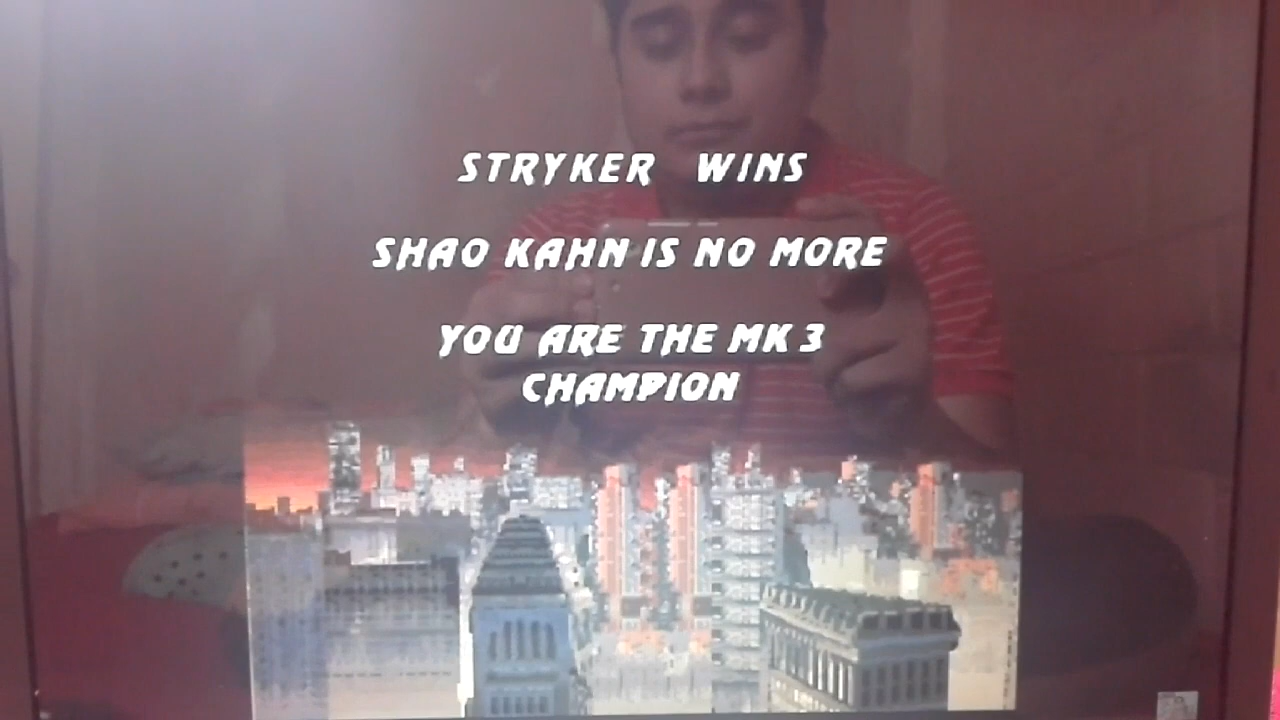 STRYKER WINS
SHAO KAHN IS NO MORE
YOU ARE THE MK 3
CHAMPION